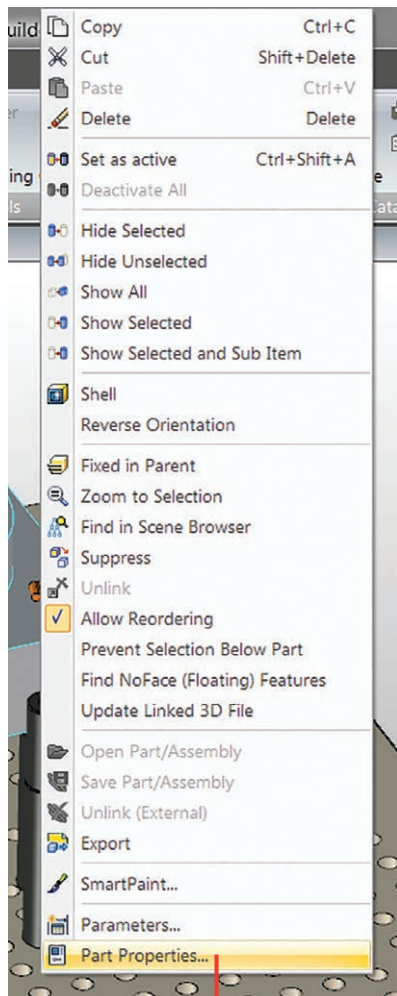 uild
Copy Ctrl+C
Cut Shift+Delete
Paste Ctrl+V
Delete Delete
Set as active Ctrl+Shift+A
ing
Deactivate All
Hide Selected
Hide Unselected
Show All
Show Selected
Show Selected and Sub Item
Shell
Reverse Orientation
Fixed in Parent
Zoom to Selection
Find in Scene Browser
Suppress
Unlink
Allow Reordering
Prevent Selection Below Part
Find NoFace (Floating) Features
Update Linked 3D File
Open Part/Assembly
Save Part/Assembly
Unlink (External)
Export
SmartPaint...
Parameters...
Part Properties...